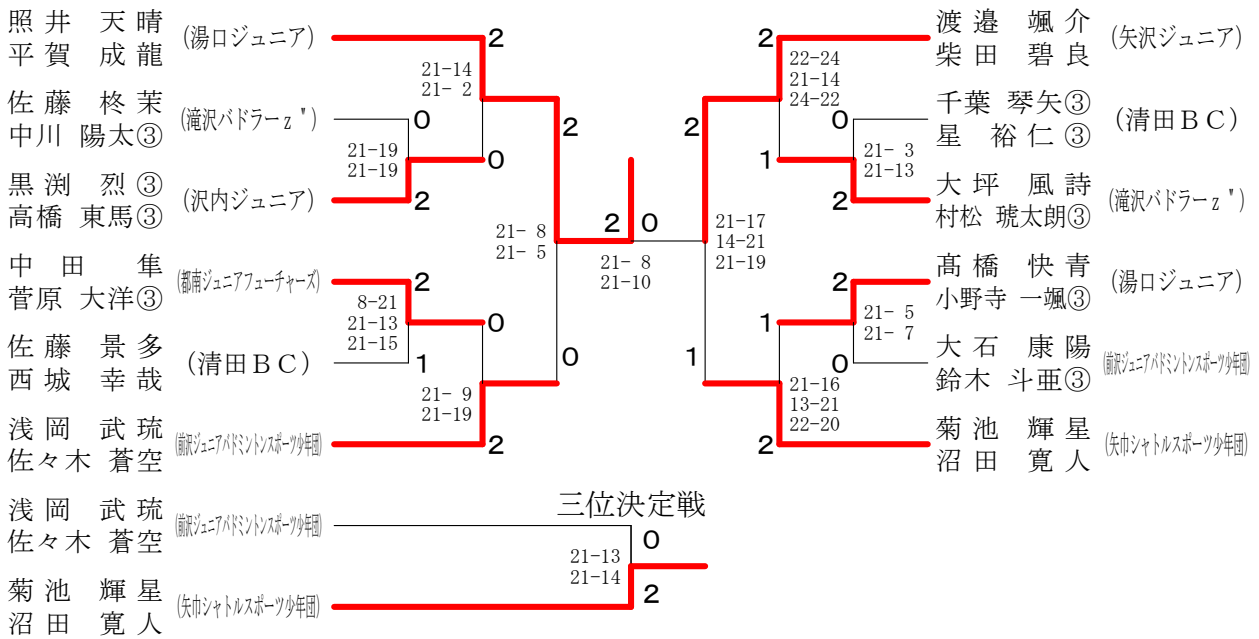 照井 天晴
平賀 成龍
(湯口ジュニア)
2
21-14
21- 2
佐藤 柊茉
中川 陽太③
(滝沢バドラーz')
0
21-19
21-19
0
黒渕 烈③
高橋 東馬③
(沢内ジュニア)
2
2
21- 8
21- 5
中田 隼
菅原 大洋③
(都南ジュニアフューチャーズ)
2
8-21
21-13
21-15
0
佐藤 景多
西城 幸哉
(清田BC)
1
0
21- 9
21-19
浅岡 武琉
佐々木 蒼空
(前沢ジュニアバドミントンスポーツ少年団)
2
2 0
21- 8
21-10
渡邉 颯介
柴田 碧良
(矢沢ジュニア)
2
22-24
21-14
24-22
2
千葉 琴矢③
星 裕仁③
(清田BC)
0
21- 3
21-13
1
大坪 風詩
村松 琥太朗③
(滝沢バドラーz')
2
21-17
14-21
21-19
髙橋 快青
小野寺 一颯③
(湯口ジュニア)
2
21- 5
21- 7
1
大石 康陽
鈴木 斗亜③
(前沢ジュニアバドミントンスポーツ少年団)
0
1
21-16
13-21
22-20
菊池 輝星
沼田 寛人
(矢巾シャトルスポーツ少年団)
2
三位決定戦
浅岡 武琉
佐々木 蒼空
(前沢ジュニアバドミントンスポーツ少年団)
0
21-13
21-14
菊池 輝星
沼田 寛人
(矢巾シャトルスポーツ少年団)
2